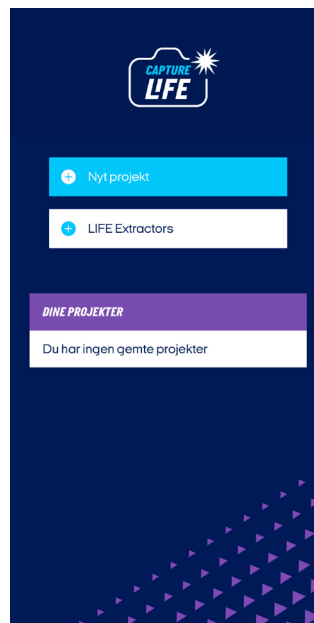 CAPTURE
LIFE
Nyt projekt
LIFE Extractors
DINE PROJEKTER
Du har ingen gemte projekter